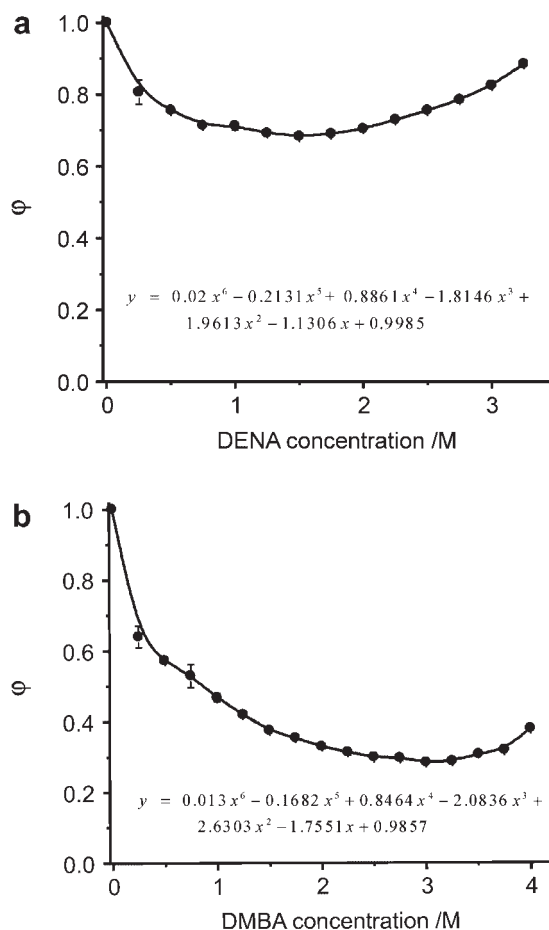 a
1.0
0.8
0.6
φ
0.4
0.2
0.0
y = 0.02 x⁶ − 0.2131 x⁵ + 0.8861 x⁴ − 1.8146 x³ +
1.9613 x² − 1.1306 x + 0.9985
0 1 2 3
DENA concentration /M
b
1.0
0.8
0.6
φ
0.4
0.2
0.0
y = 0.013 x⁶ − 0.1682 x⁵ + 0.8464 x⁴ − 2.0836 x³ +
2.6303 x² − 1.7551 x + 0.9857
0 1 2 3 4
DMBA concentration /M